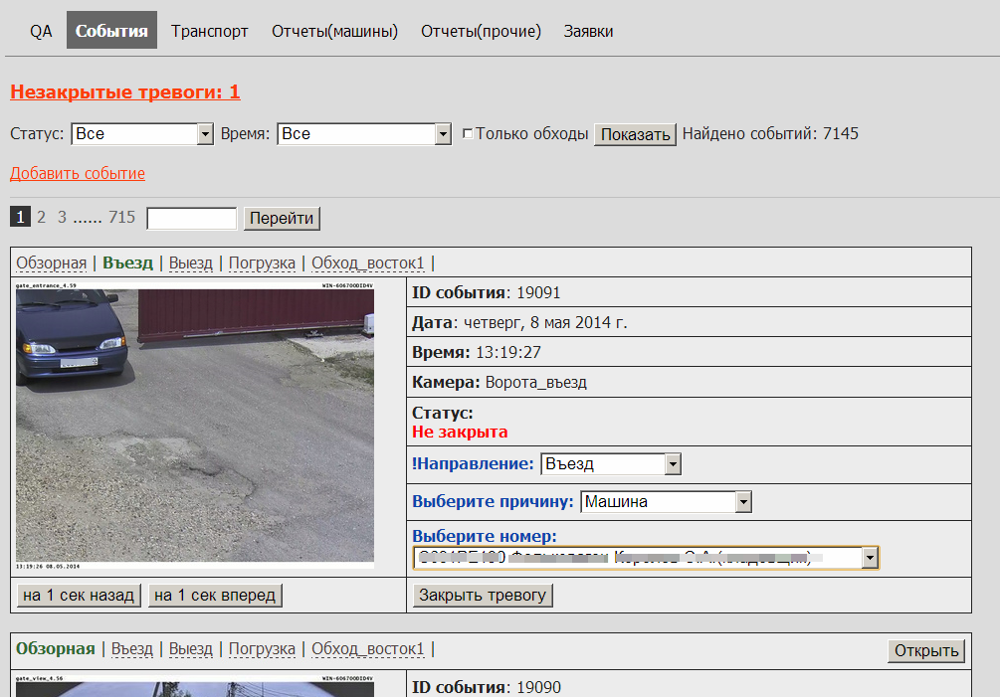 QA События Транспорт Отчеты(машины) Отчеты(прочие) Заявки
Незакрытые тревоги: 1
Статус: Все Время: Все Только обходы Показать Найдено событий: 7145
Добавить событие
1 2 3 ...... 715 Перейти
Обзорная | Въезд | Выезд | Погрузка | Обход_восток1 |
gate_entrance_4.59 WIN-606700DID4V
13:19:26 08.05.2014
ID события: 19091
Дата: четверг, 8 мая 2014 г.
Время: 13:19:27
Камера: Ворота_въезд
Статус:
Не закрыта
!Направление: Въезд
Выберите причину: Машина
Выберите номер:
на 1 сек назад на 1 сек вперед Закрыть тревогу
Обзорная | Въезд | Выезд | Погрузка | Обход_восток1 | Открыть
gate_view_4.56 WIN-606700DID4V
ID события: 19090